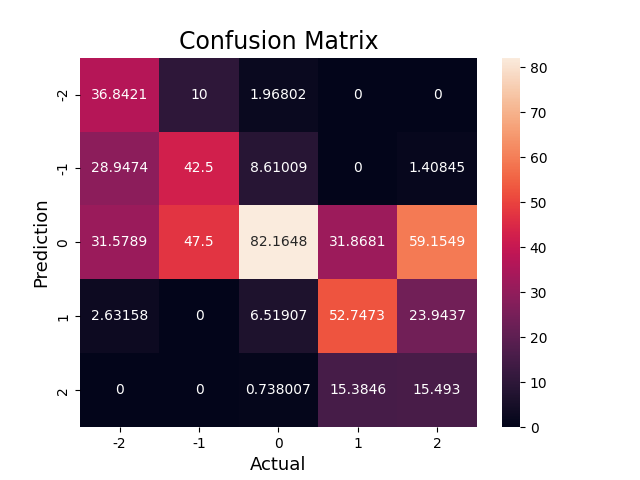 Confusion Matrix
-2 36.8421 10 1.96802 0 0
-1 28.9474 42.5 8.61009 0 1.40845
0 31.5789 47.5 82.1648 31.8681 59.1549
1 2.63158 0 6.51907 52.7473 23.9437
2 0 0 0.738007 15.3846 15.493
-2 -1 0 1 2
Actual
Prediction
80
70
60
50
40
30
20
10
0